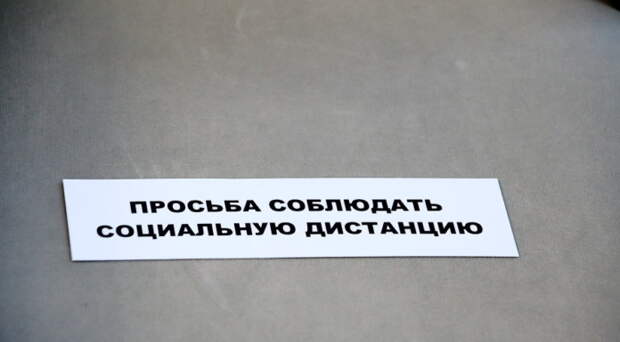 ПРОСЬБА СОБЛЮДАТЬ
СОЦИАЛЬНУЮ ДИСТАНЦИЮ